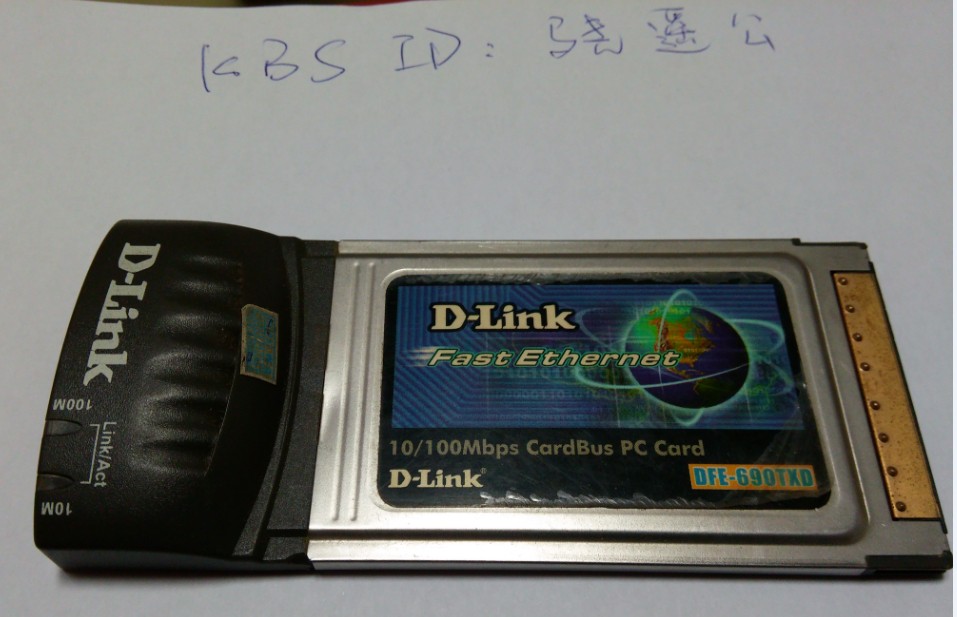 KBS ID: 骁遥公
D-Link
100M
Link/Act
10M
D-Link
Fast Ethernet
10/100Mbps CardBus PC Card
D-Link®
DFE-690TXD